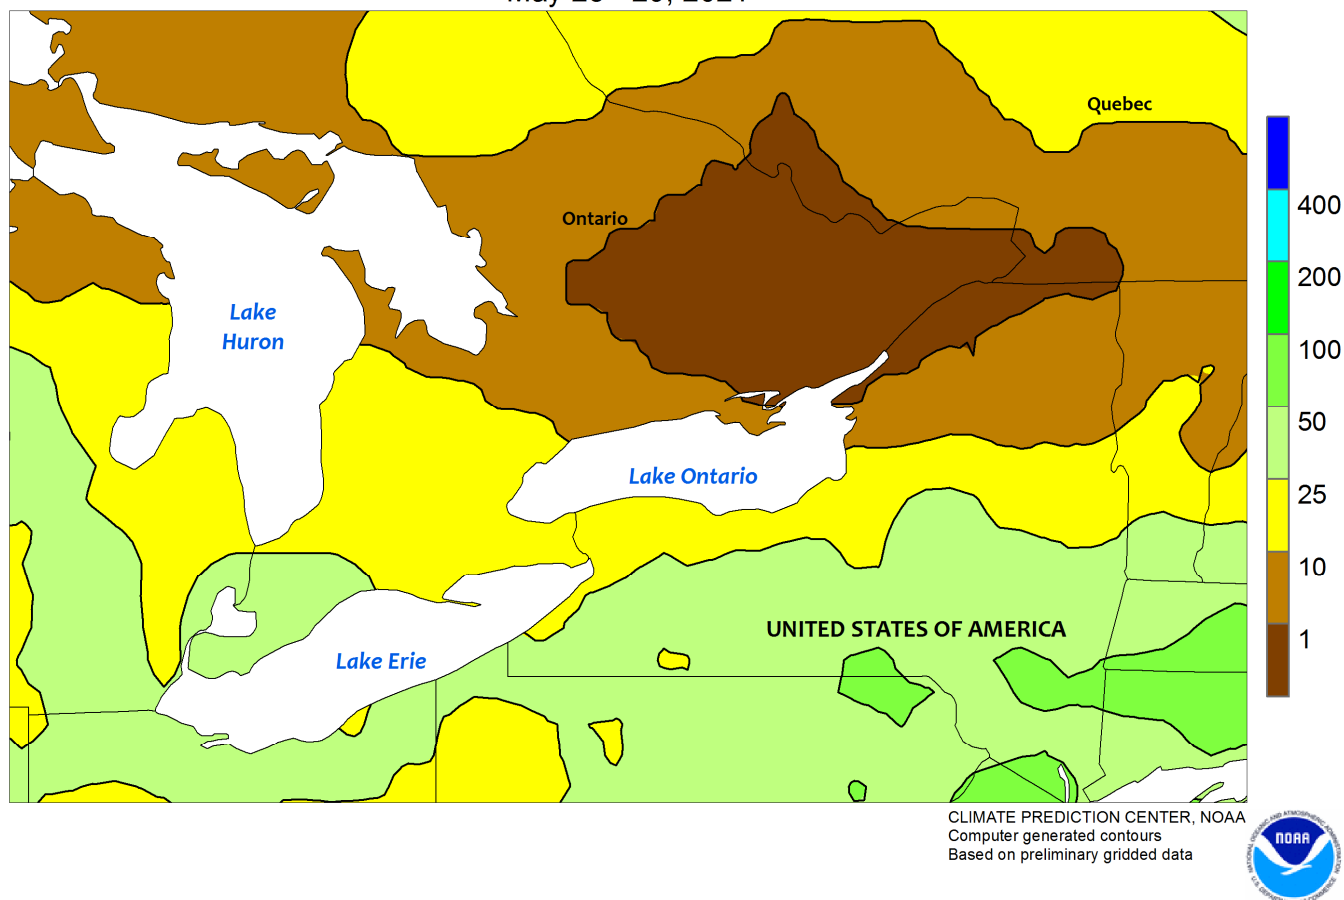 Quebec
Ontario
Lake
Huron
Lake Ontario
UNITED STATES OF AMERICA
Lake Erie
400
200
100
50
25
10
1
CLIMATE PREDICTION CENTER, NOAA
Computer generated contours
Based on preliminary gridded data
NOAA